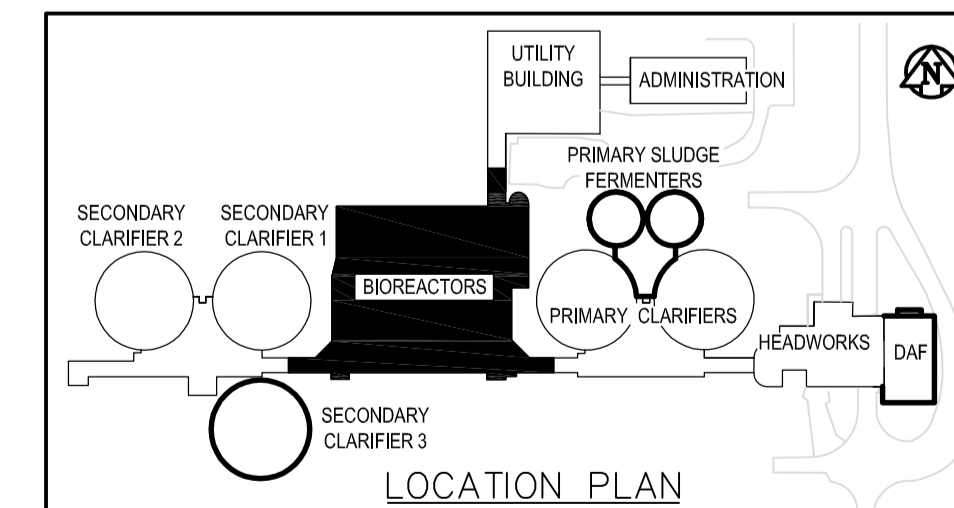 UTILITY
BUILDING
ADMINISTRATION
N
PRIMARY SLUDGE
FERMENTERS
SECONDARY
CLARIFIER 2
SECONDARY
CLARIFIER 1
BIOREACTORS
PRIMARY CLARIFIERS
HEADWORKS
DAF
SECONDARY
CLARIFIER 3
LOCATION PLAN